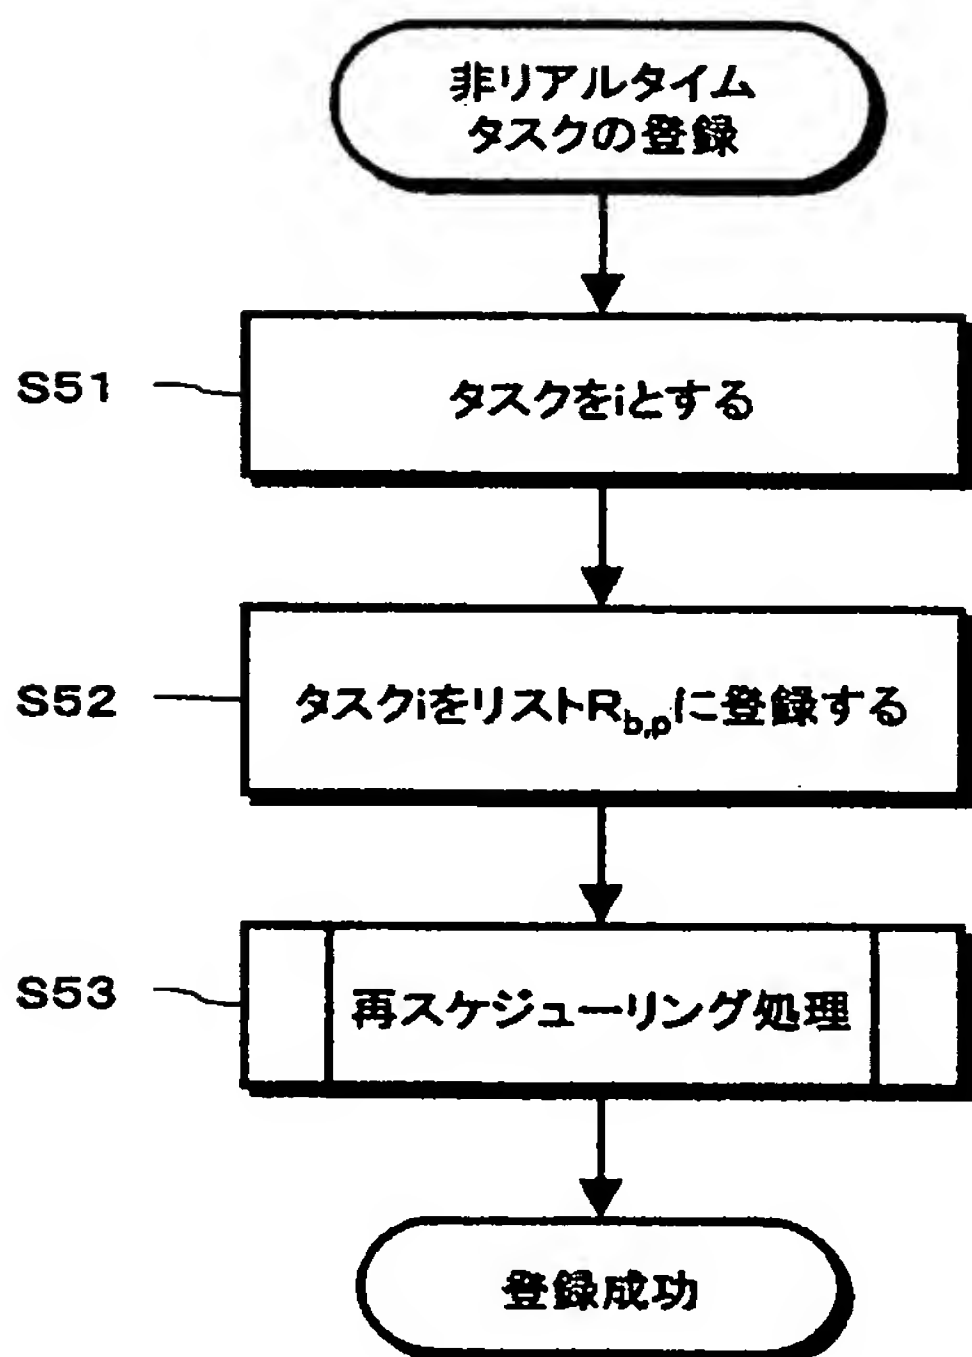 非リアルタイム
タスクの登録
S51
タスクをiとする
S52
タスクiをリストR_{b,p}に登録する
S53
再スケジューリング処理
登録成功